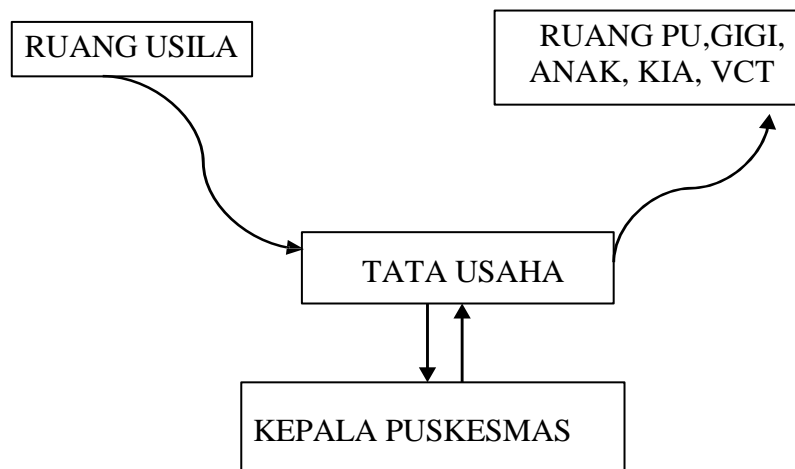 RUANG USILA
RUANG PU,GIGI,
ANAK, KIA, VCT
TATA USAHA
KEPALA PUSKESMAS